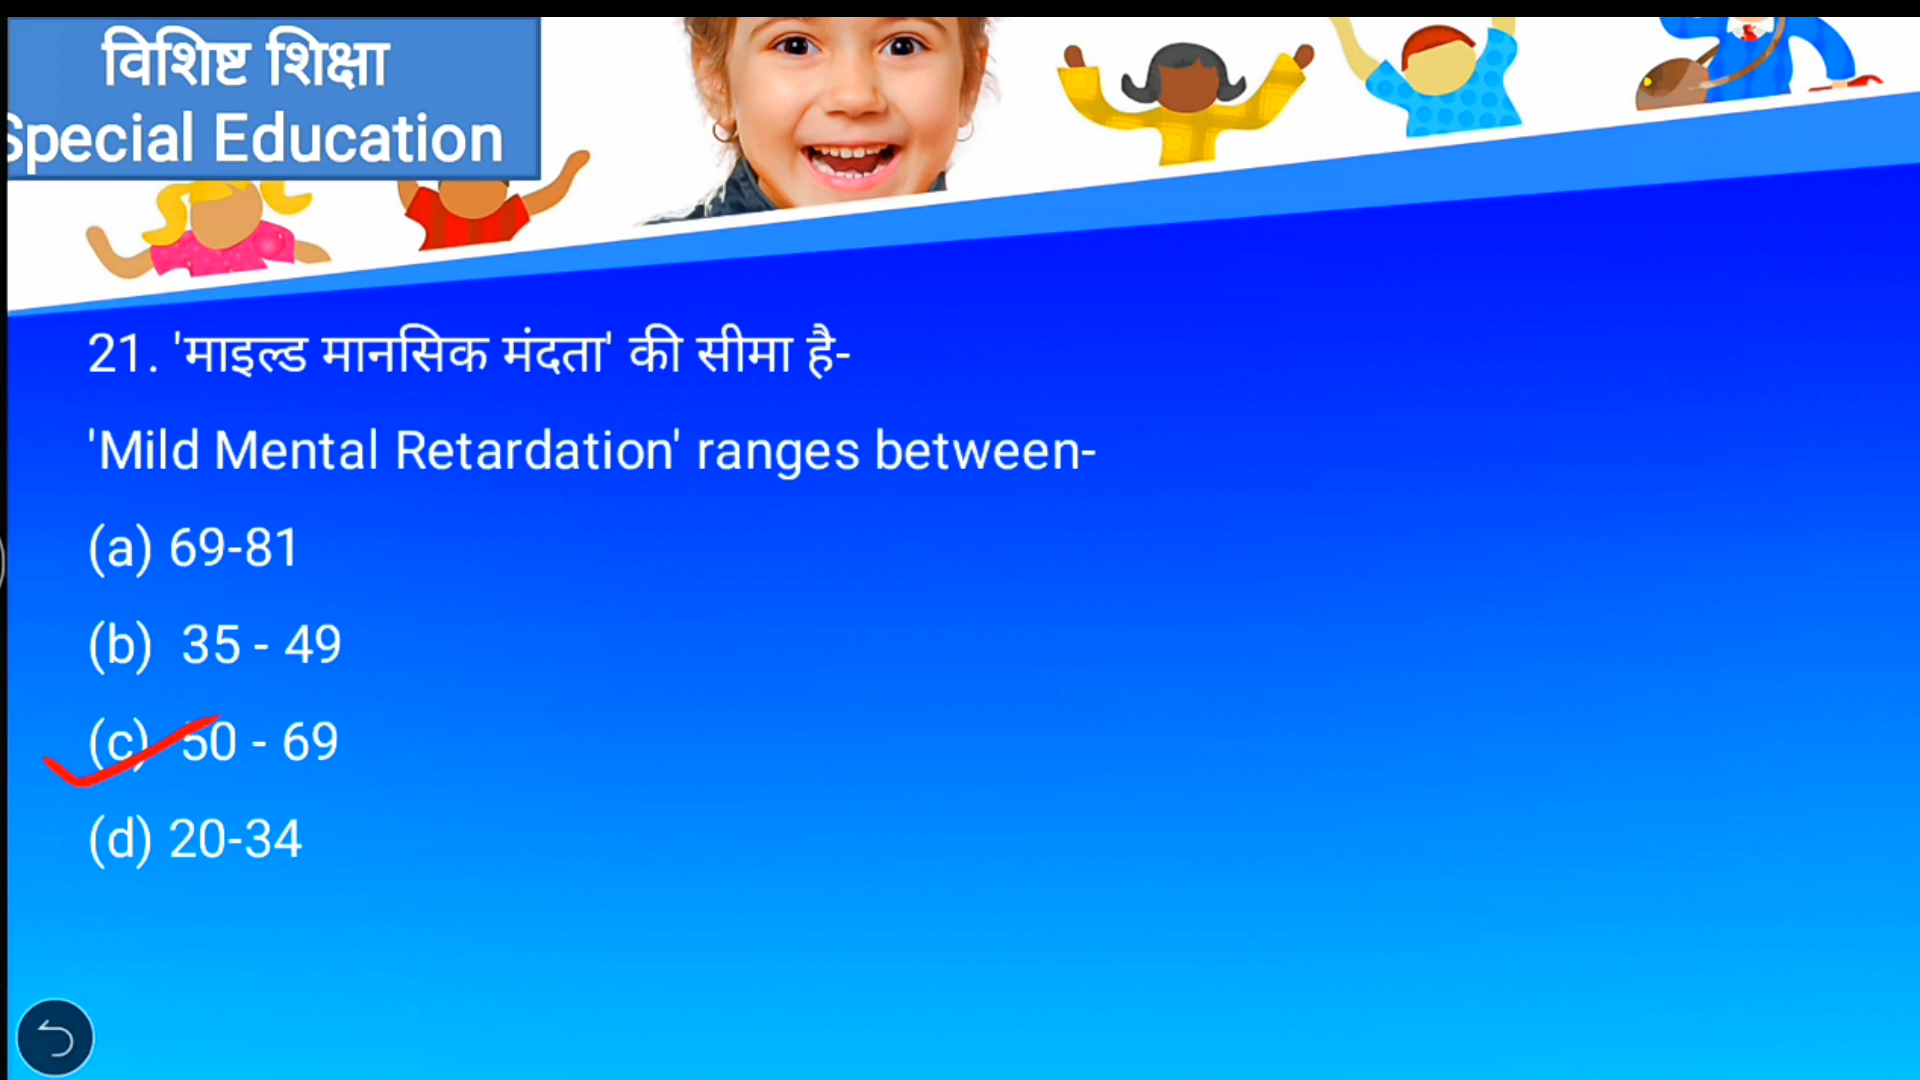 विशिष्ट शिक्षा
Special Education
21. 'माइल्ड मानसिक मंदता' की सीमा है-
'Mild Mental Retardation' ranges between-
(a) 69-81
(b) 35 - 49
(c) 50 - 69
(d) 20-34